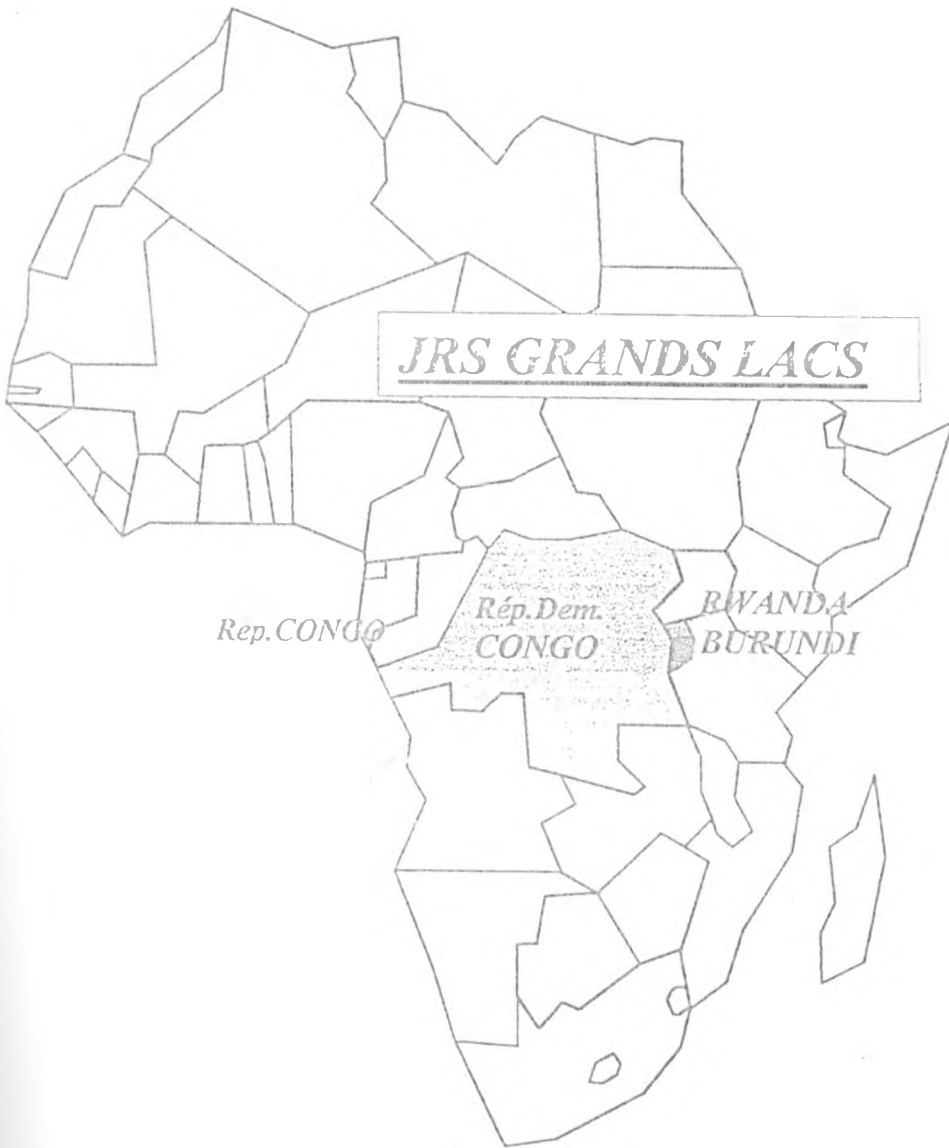 JRS GRANDS LACS
Rep.CONGO
Rép.Dem.
CONGO
RWANDA
BURUNDI